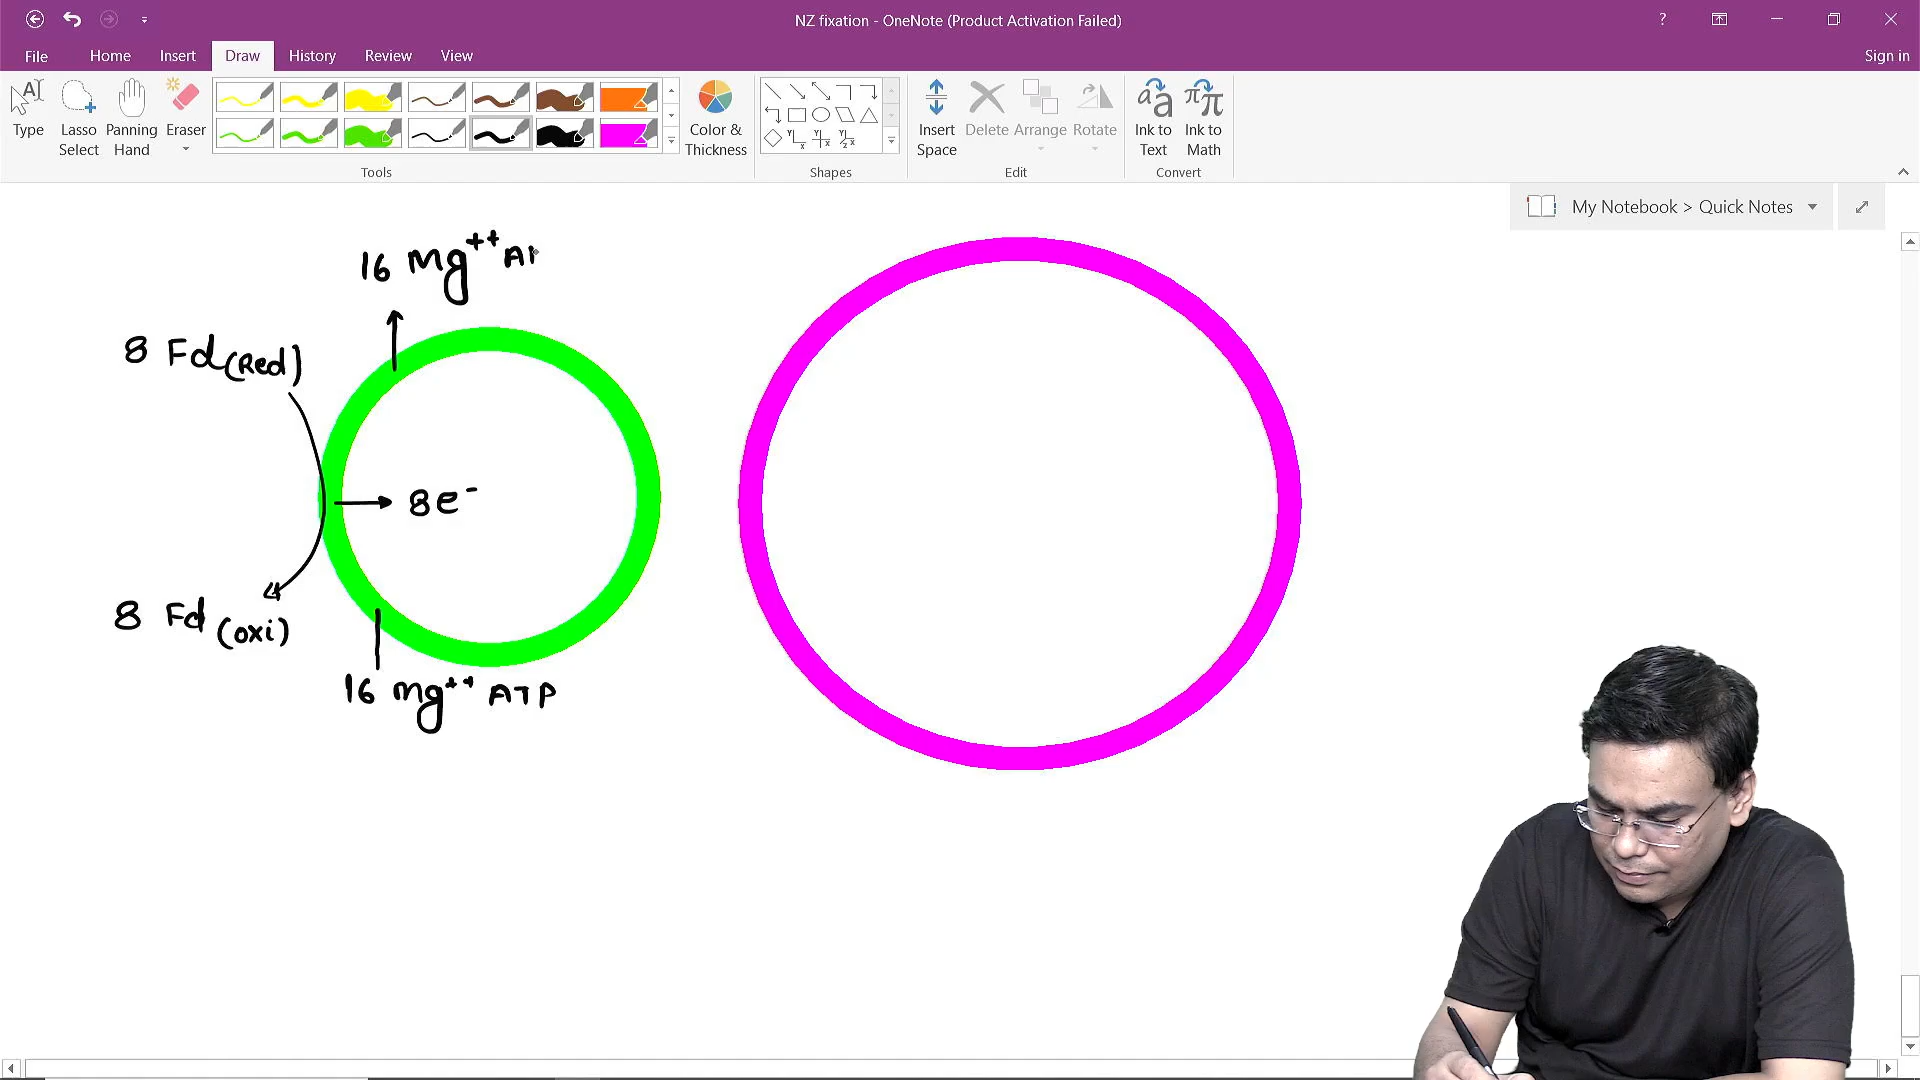 NZ fixation - OneNote (Product Activation Failed)
?
File Home Insert Draw History Review View
Sign in
Type
Lasso Select
Panning Hand
Eraser
Color & Thickness
Insert Space
Delete
Arrange
Rotate
Ink to Text
Ink to Math
Tools
Shapes
Edit
Convert
My Notebook > Quick Notes
16 Mg++
8 Fd(Red)
8e-
8 Fd(oxi)
16 mg++ ATP